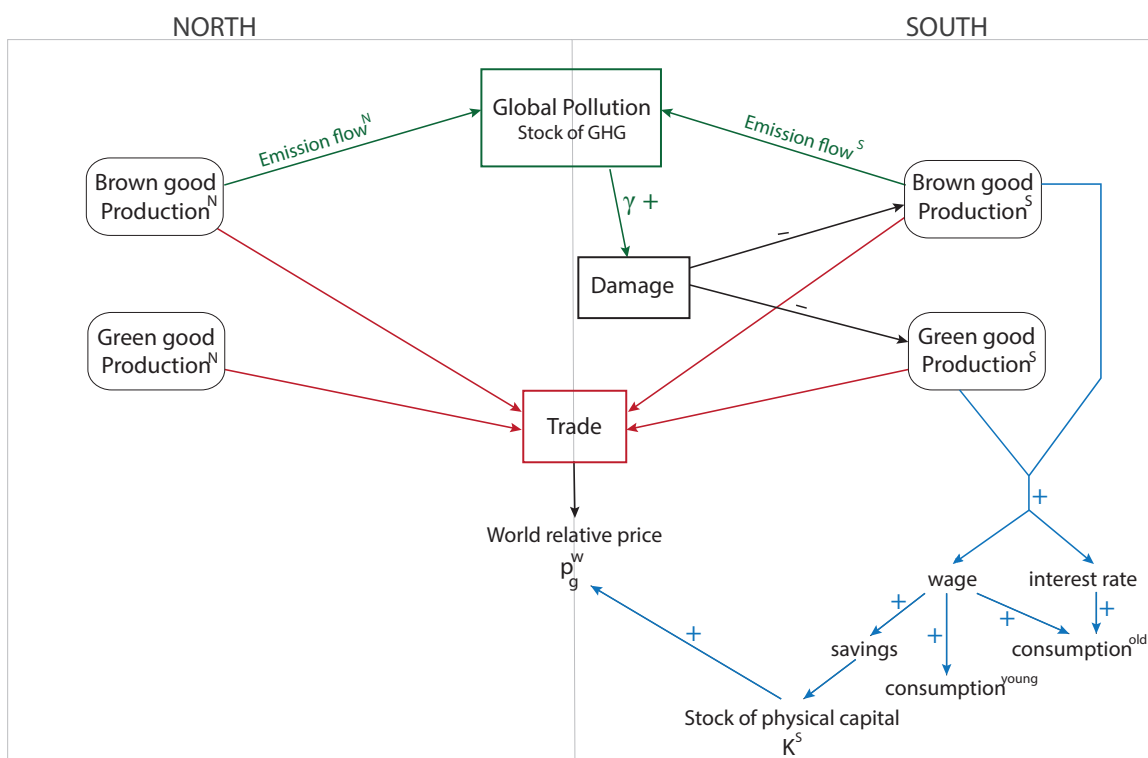 NORTH
SOUTH
Global Pollution
Stock of GHG
Emission flow^N
Emission flow^S
Brown good
Production^N
Brown good
Production^S
γ +
–
Damage
–
Green good
Production^N
Green good
Production^S
Trade
+
World relative price
p_g^w
wage
interest rate
+
+
+
+
+
savings
consumption^old
consumption^young
Stock of physical capital
K^S